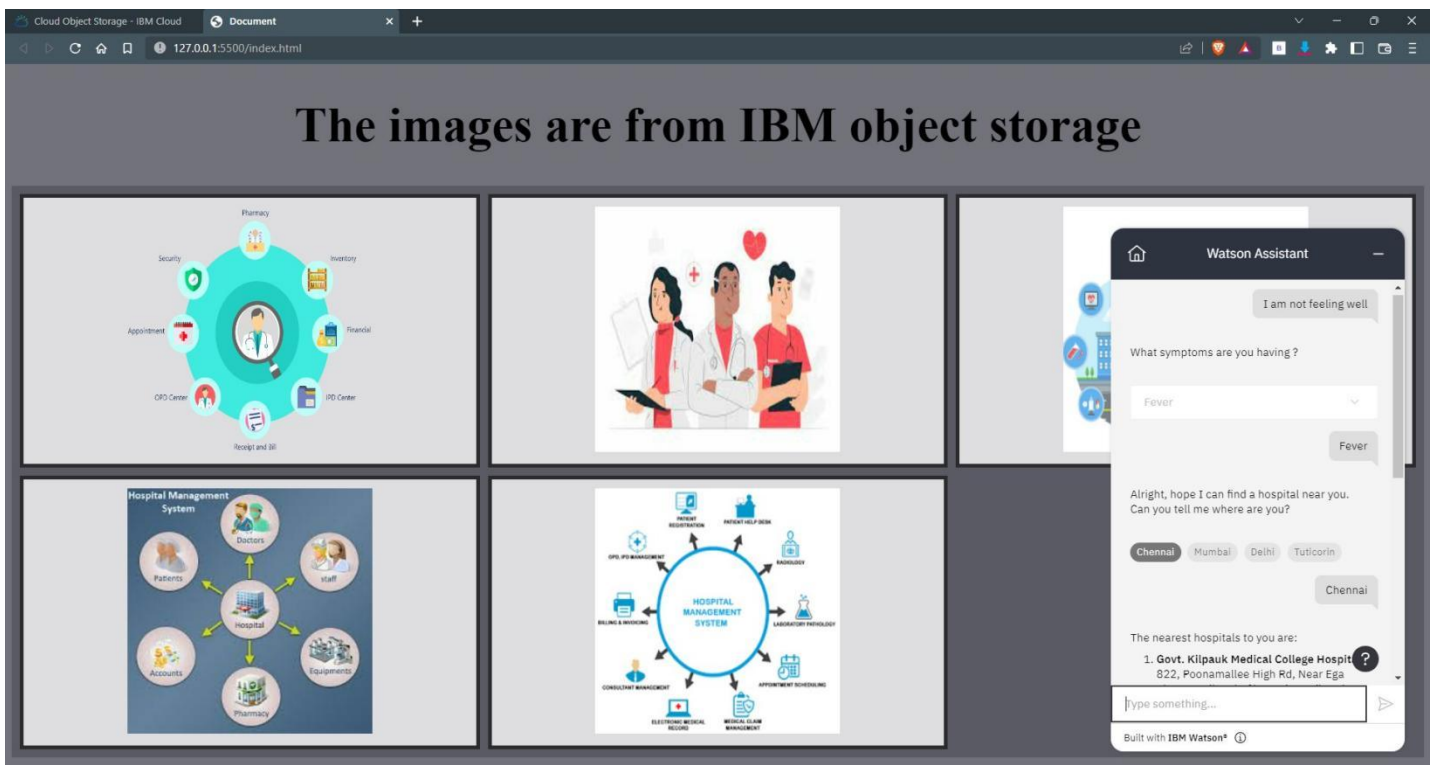 Cloud Object Storage - IBM Cloud
Document
127.0.0.1:5500/index.html
The images are from IBM object storage
Pharmacy
Security
Inventory
Appointment
Financial
OPD Center
IPD Center
Receipt and Bill
Hospital Management
System
Doctors
Patients
staff
Hospital
Accounts
Equipments
Pharmacy
PATIENT
REGISTRATION
PATIENT HELP DESK
OPD, IPD MANAGEMENT
RADIOLOGY
HOSPITAL
MANAGEMENT
SYSTEM
BILLING & INVOICING
LABORATORY PATHOLOGY
CONSULTANT MANAGEMENT
APPOINTMENT SCHEDULING
ELECTRONIC MEDICAL
RECORD
MEDICAL CLAIM
MANAGEMENT
Watson Assistant
I am not feeling well
What symptoms are you having ?
Fever
Fever
Alright, hope I can find a hospital near you.
Can you tell me where are you?
Chennai Mumbai Delhi Tuticorin
Chennai
The nearest hospitals to you are:
1. Govt. Kilpauk Medical College Hospit
?
822, Poonamallee High Rd, Near Ega
Type something...
Built with IBM Watson®